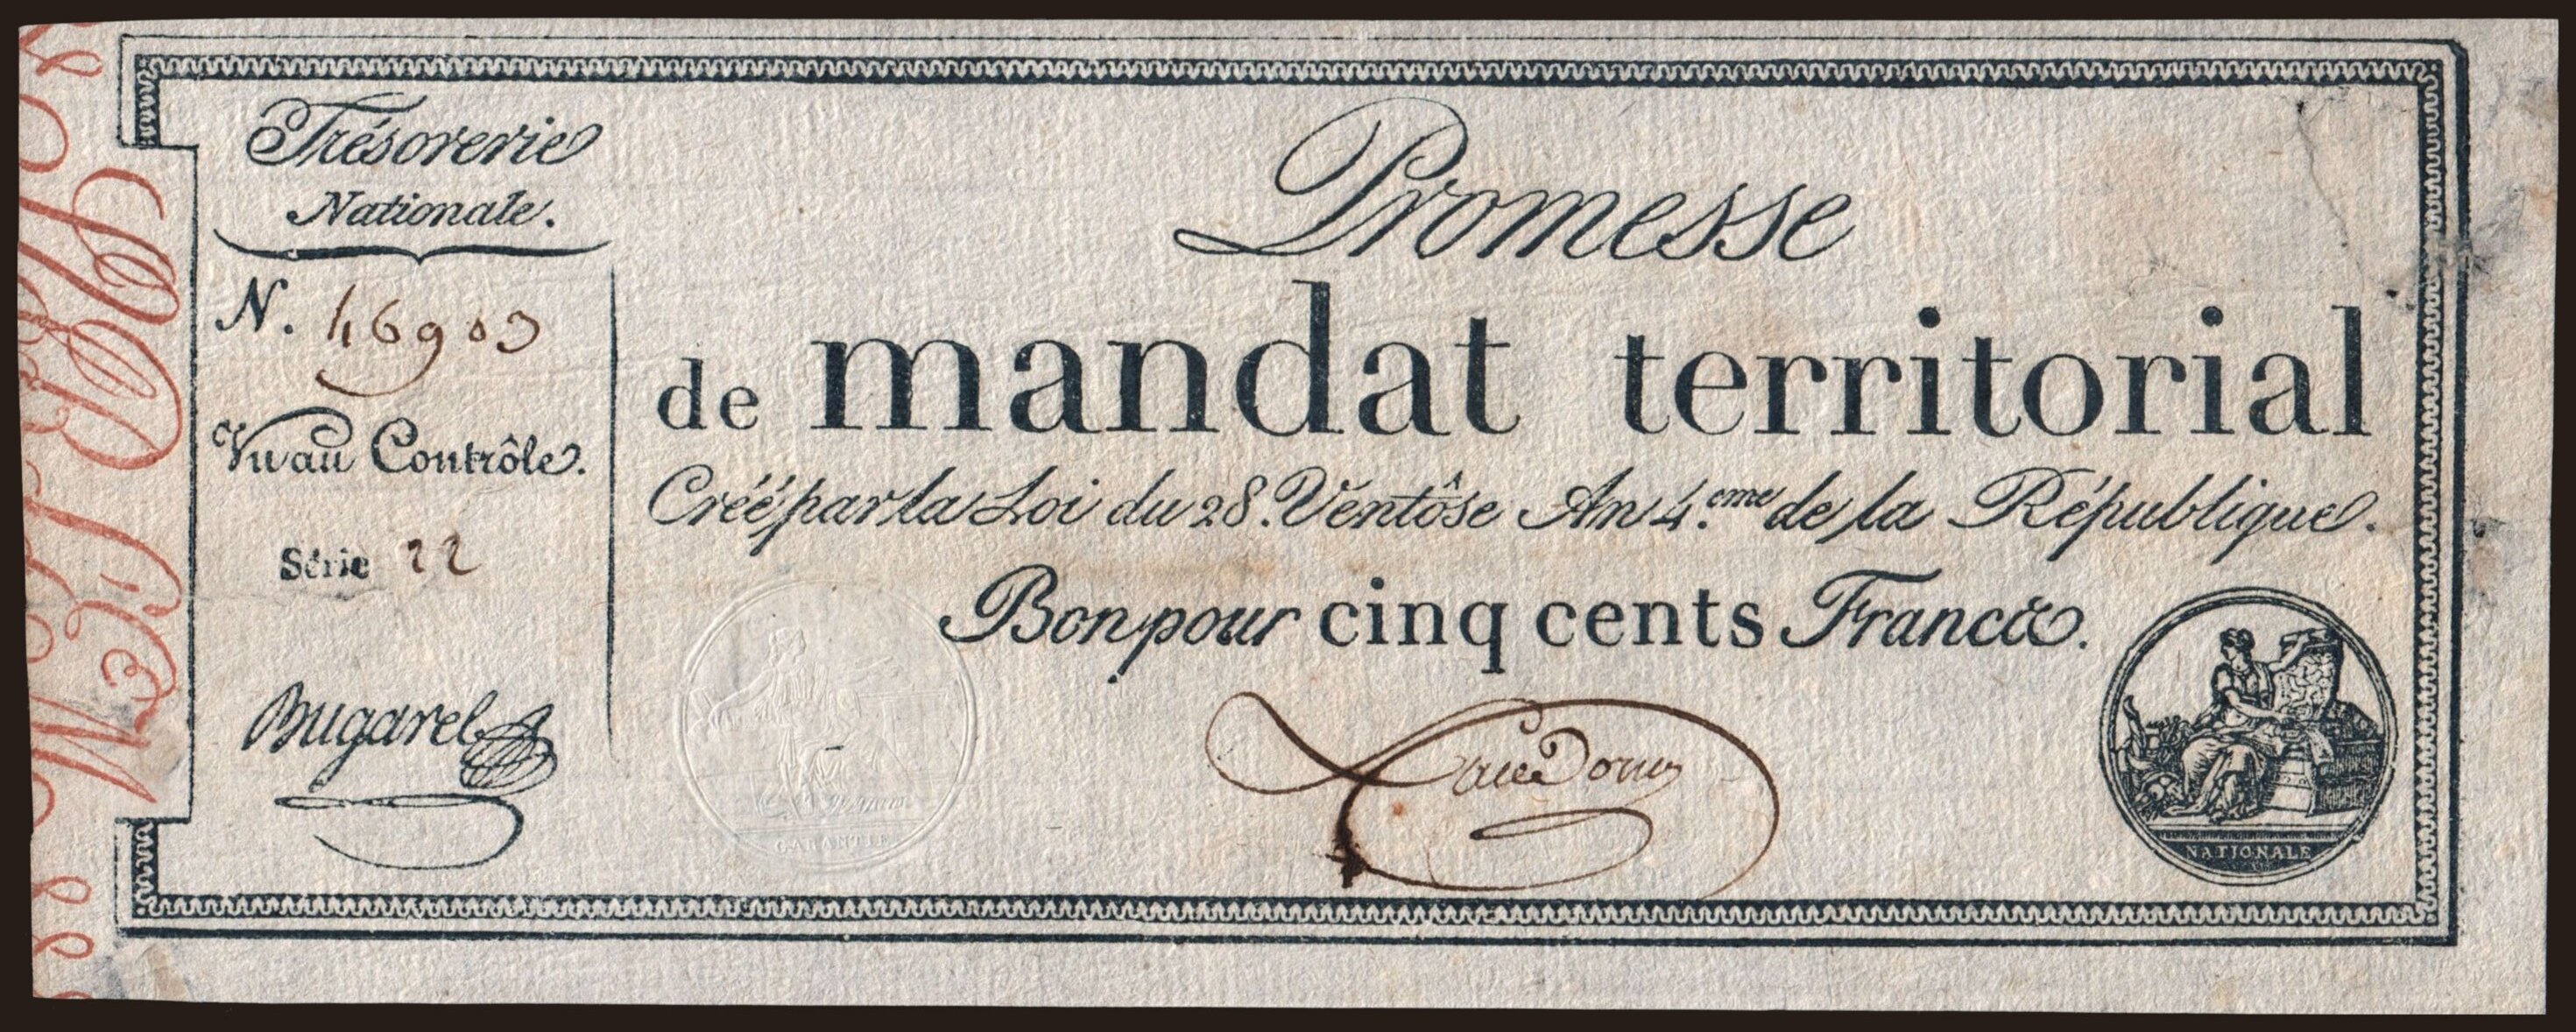 Trésorerie
Nationale.
N. 46903
Vu au Contrôle.
Série 22
Bugarel
Promesse
de mandat territorial
Créé par la Loi du 28. Ventôse An 4.eme de la République.
Bon pour cinq cents Francs.
GARANTIE
NATIONALE